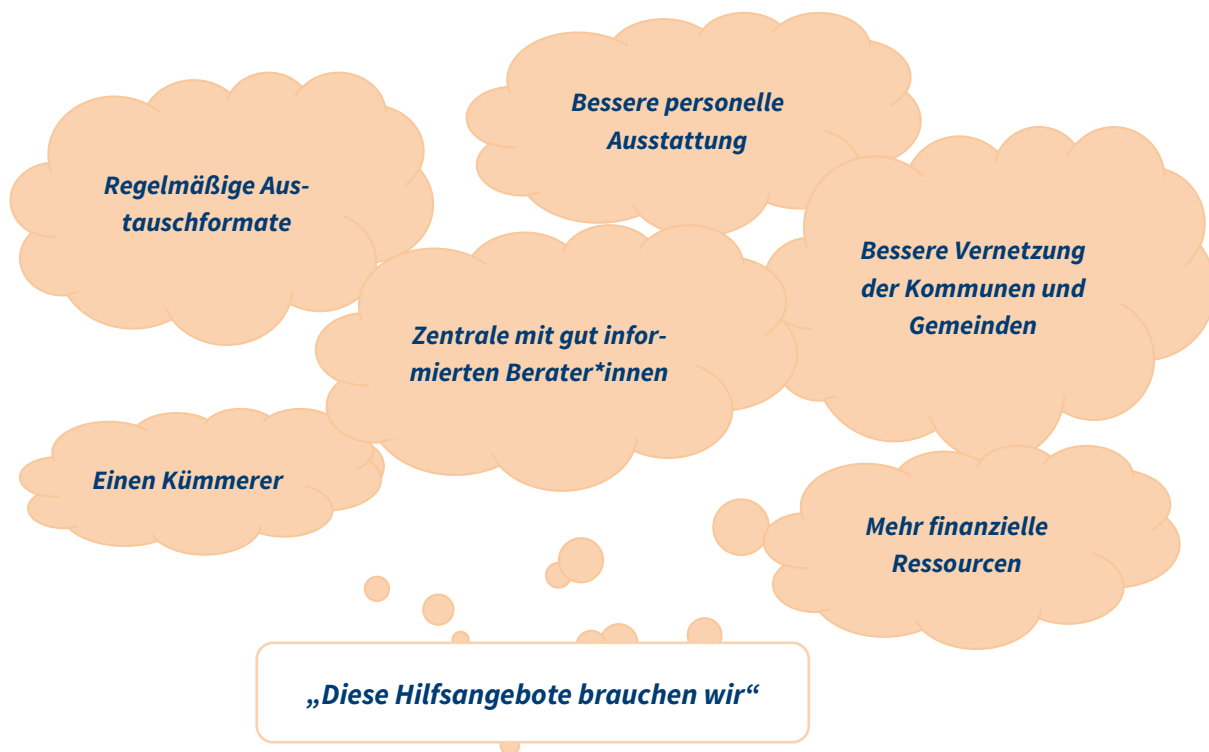 Bessere personelle
Ausstattung
Regelmäßige Aus-
tauschformate
Bessere Vernetzung
der Kommunen und
Gemeinden
Zentrale mit gut infor-
mierten Berater*innen
Einen Kümmerer
Mehr finanzielle
Ressourcen
„Diese Hilfsangebote brauchen wir“